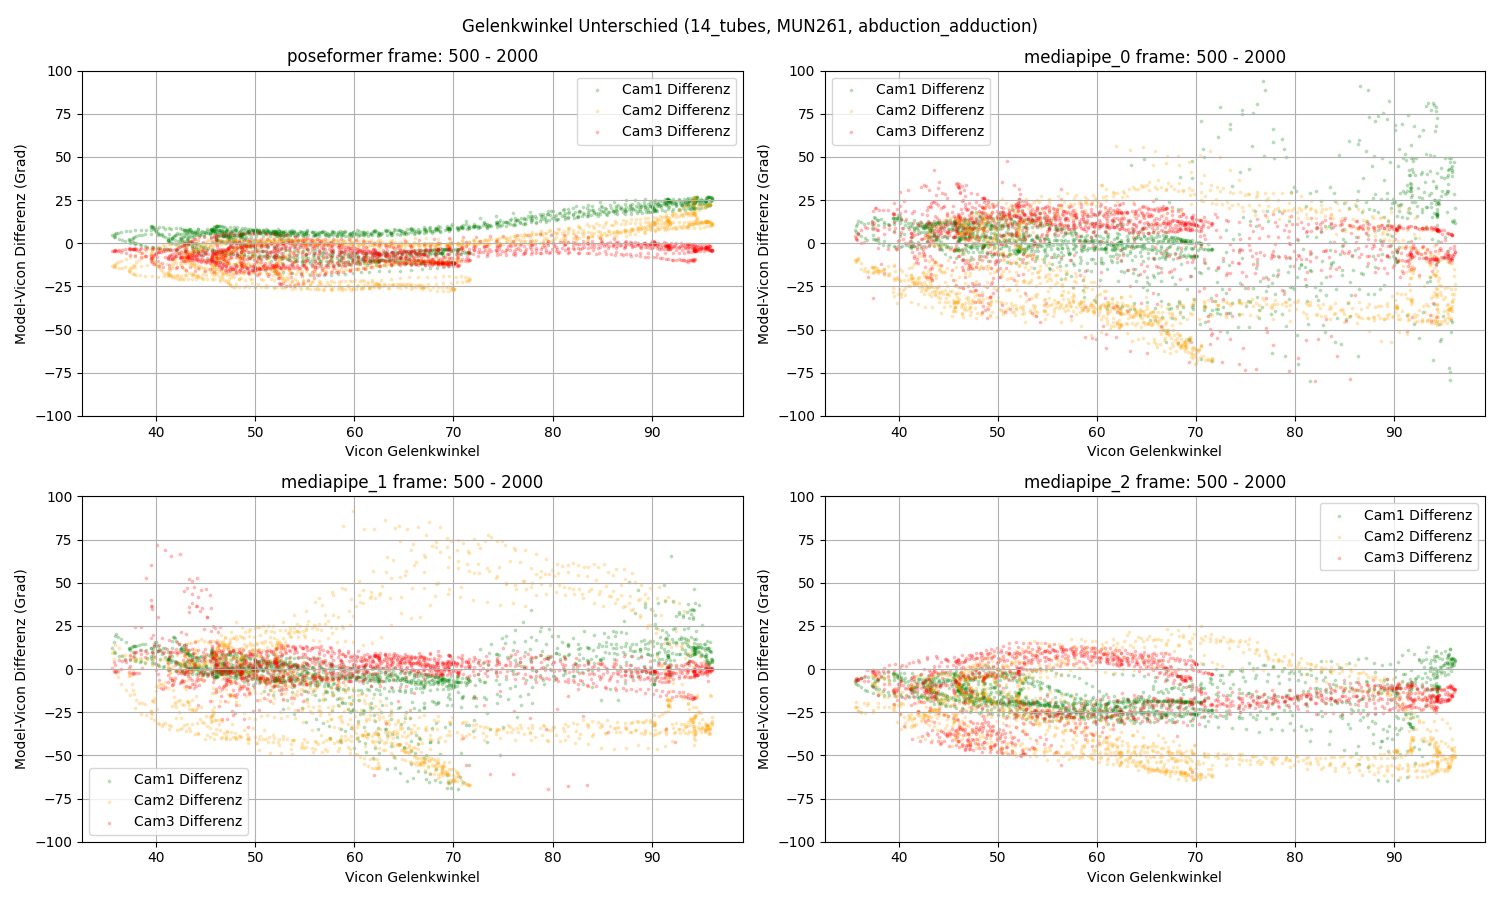 Gelenkwinkel Unterschied (14_tubes, MUN261, abduction_adduction)
poseformer frame: 500 - 2000
Model-Vicon Differenz (Grad)
100
75
50
25
0
−25
−50
−75
−100
40 50 60 70 80 90
Vicon Gelenkwinkel
Cam1 Differenz
Cam2 Differenz
Cam3 Differenz
mediapipe_0 frame: 500 - 2000
Model-Vicon Differenz (Grad)
100
75
50
25
0
−25
−50
−75
−100
40 50 60 70 80 90
Vicon Gelenkwinkel
Cam1 Differenz
Cam2 Differenz
Cam3 Differenz
mediapipe_1 frame: 500 - 2000
Model-Vicon Differenz (Grad)
100
75
50
25
0
−25
−50
−75
−100
40 50 60 70 80 90
Vicon Gelenkwinkel
Cam1 Differenz
Cam2 Differenz
Cam3 Differenz
mediapipe_2 frame: 500 - 2000
Model-Vicon Differenz (Grad)
100
75
50
25
0
−25
−50
−75
−100
40 50 60 70 80 90
Vicon Gelenkwinkel
Cam1 Differenz
Cam2 Differenz
Cam3 Differenz